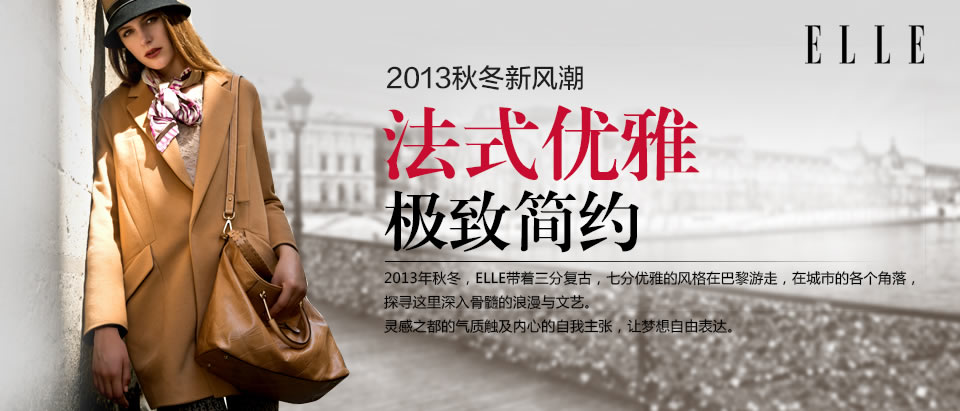 ELLE
2013秋冬新风潮
法式优雅
极致简约
2013年秋冬，ELLE带着三分复古，七分优雅的风格在巴黎游走，在城市的各个角落，
探寻这里深入骨髓的浪漫与文艺。
灵感之都的气质触及内心的自我主张，让梦想自由表达。